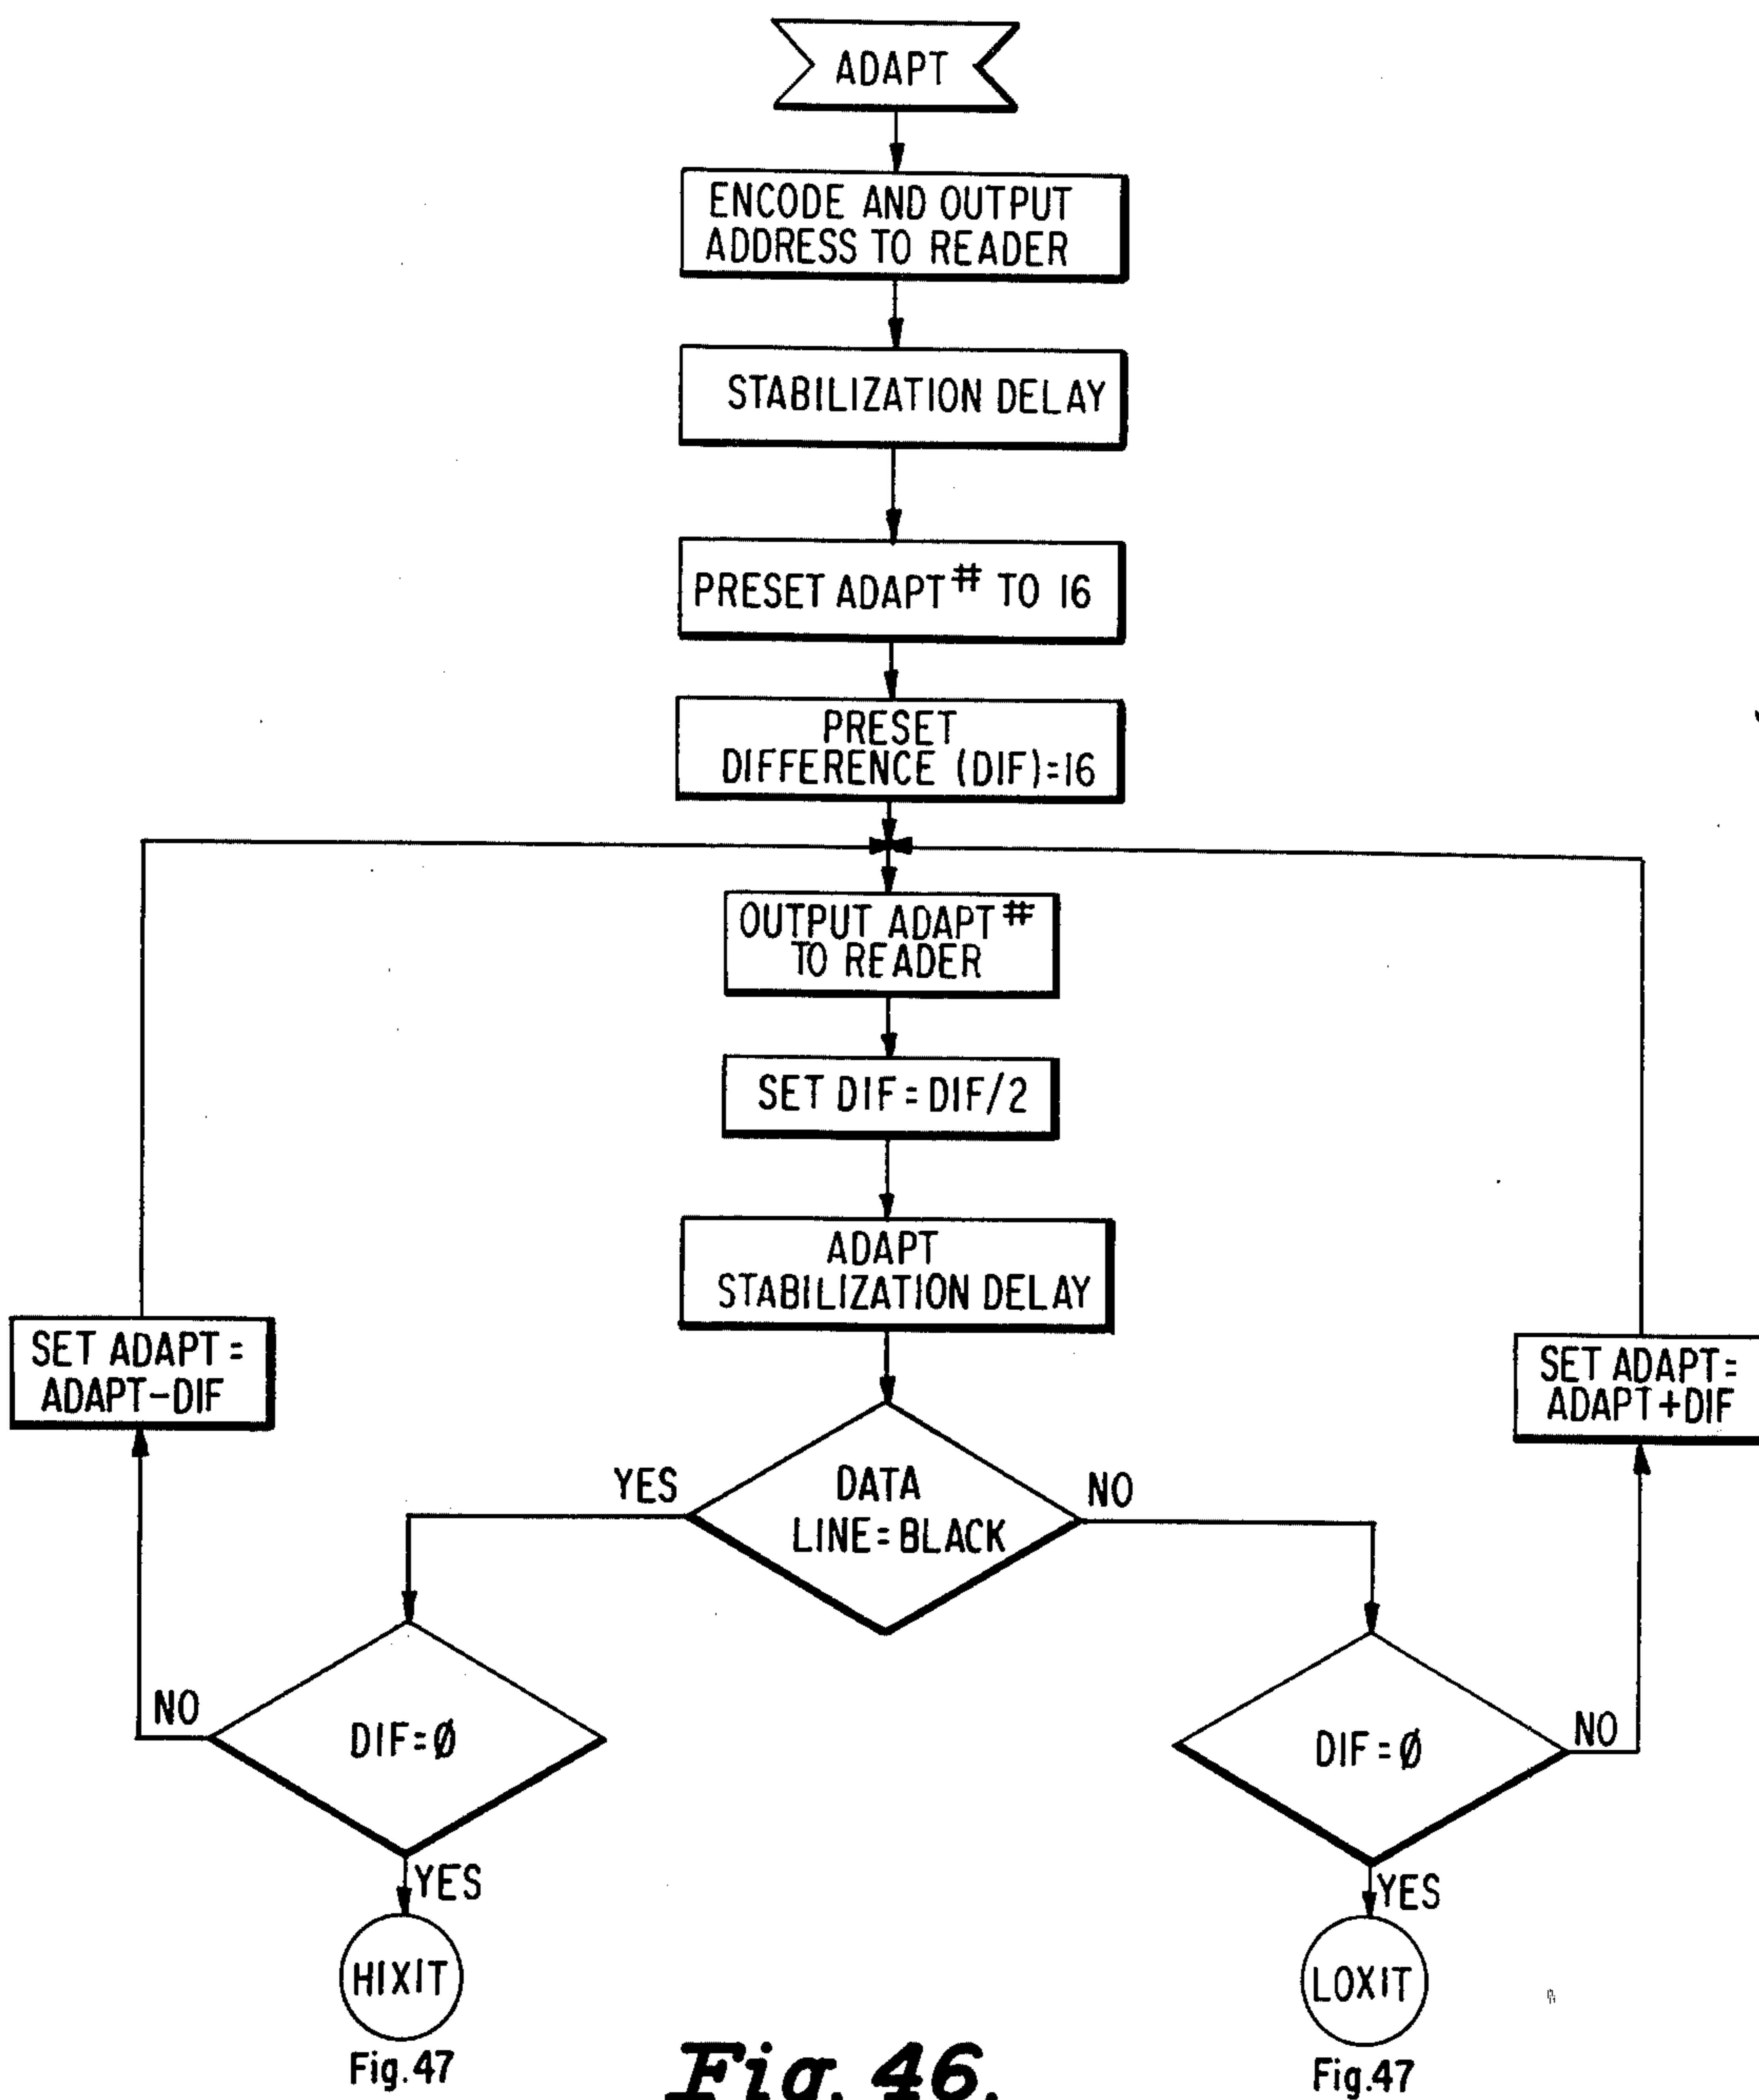 ADAPT
ENCODE AND OUTPUT
ADDRESS TO READER
STABILIZATION DELAY
PRESET ADAPT# TO 16
PRESET
DIFFERENCE (DIF)=16
OUTPUT ADAPT#
TO READER
SET DIF=DIF/2
ADAPT
STABILIZATION DELAY
SET ADAPT=
ADAPT-DIF
SET ADAPT=
ADAPT+DIF
YES
DATA
LINE=BLACK
NO
NO
DIF=Ø
DIF=Ø
NO
YES
YES
HIXIT
LOXIT
Fig.47
Fig.47
Fig. 46.